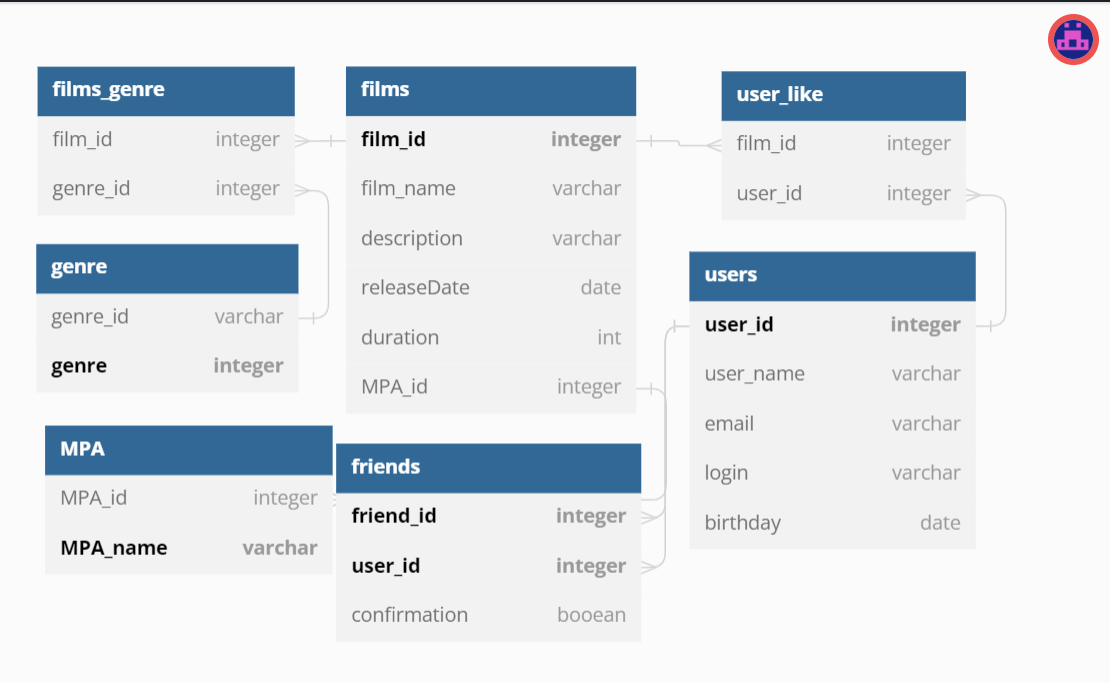 films_genre
film_id integer
genre_id integer
films
film_id integer
film_name varchar
description varchar
releaseDate date
duration int
MPA_id integer
user_like
film_id integer
user_id integer
genre
genre_id varchar
genre integer
users
user_id integer
user_name varchar
email varchar
login varchar
birthday date
MPA
MPA_id integer
MPA_name varchar
friends
friend_id integer
user_id integer
confirmation booean